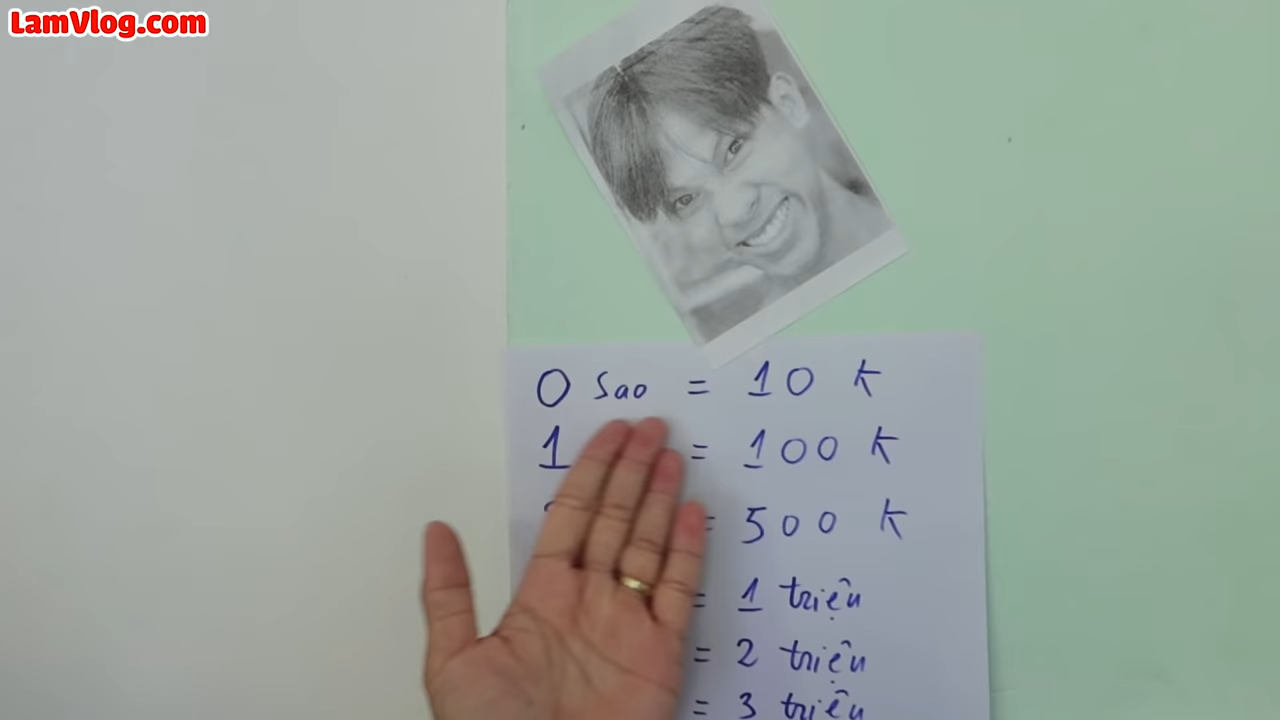 LamVlog.com
0 sao = 10 K
1 = 100 K
= 500 K
= 1 triệu
= 2 triệu
= 3 triệu